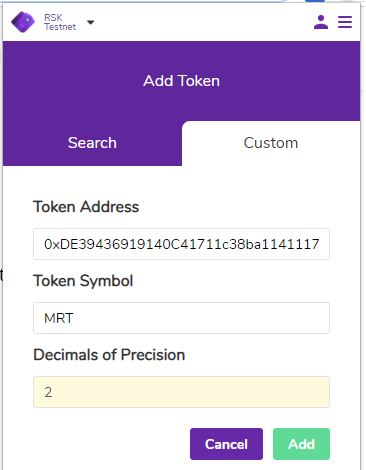 RSK
Testnet
Add Token
Search
Custom
Token Address
0xDE39436919140C41711c38ba1141117
Token Symbol
MRT
Decimals of Precision
2
Cancel
Add